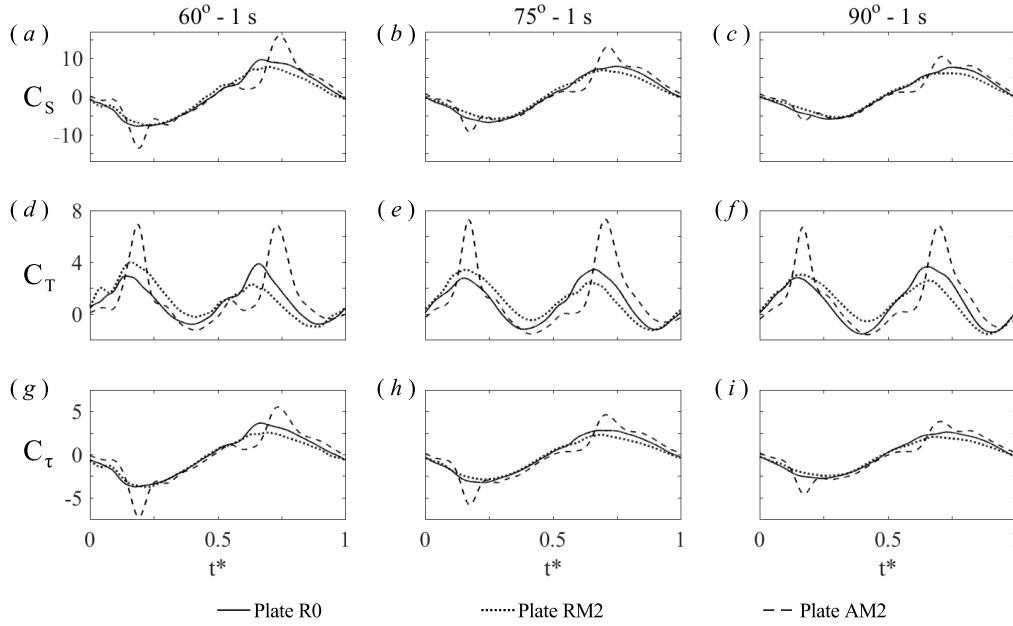 60° - 1 s 75° - 1 s 90° - 1 s
(a) (b) (c)
10
0
-10
C_S
(d) (e) (f)
8
4
0
C_T
(g) (h) (i)
5
0
-5
C_τ
0 0.5 1 0 0.5 1 0 0.5 1
t* t* t*
Plate R0 Plate RM2 Plate AM2